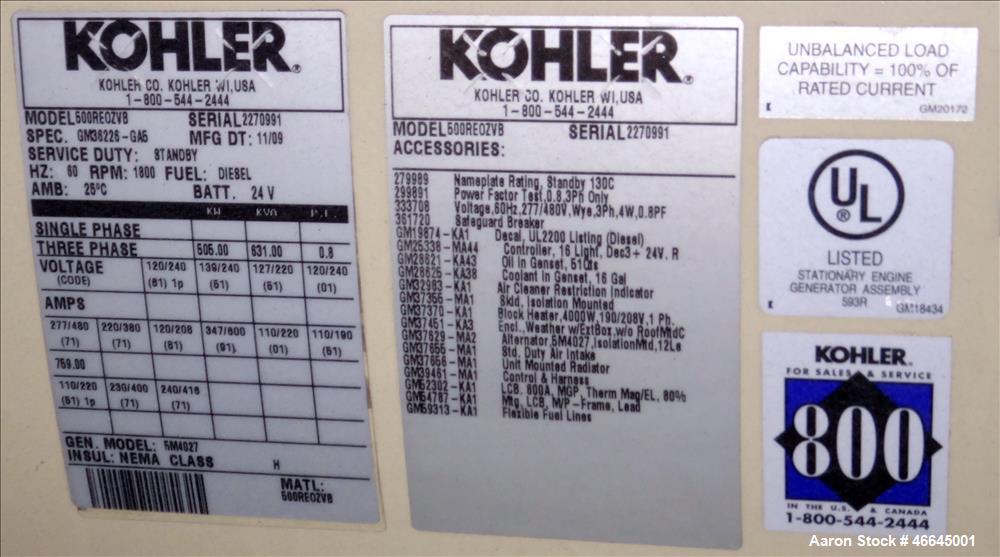 KOHLER®
KOHLER CO. KOHLER WI,USA
1-800-544-2444
MODEL 500REOZVB SERIAL 2270991
SPEC. GM36226-GA5 MFG DT: 11/09
SERVICE DUTY: STANDBY
HZ: 60 RPM: 1800 FUEL: DIESEL
AMB: 25°C BATT. 24 V
KW KVA P.F.
SINGLE PHASE
THREE PHASE 505.00 631.00 0.8
VOLTAGE 120/240 139/240 127/220 120/240
(CODE) (61) 1p (51) (51) (01)
AMPS
277/480 220/380 120/208 347/600 110/220 110/190
(71) (71) (81) (91) (01) (51)
759.00
110/220 230/400 240/416
(61) 1p (71) (71)
GEN. MODEL: 5M4027
INSUL: NEMA CLASS H
MATL:
500REOZVB
KOHLER®
KOHLER CO. KOHLER WI,USA
1-800-544-2444
MODEL 500REOZVB SERIAL 2270991
ACCESSORIES:
279989 Nameplate Rating, Standby 130C
299891 Power Factor Test,0.8,3Ph Only
333708 Voltage,60Hz,277/480V,Wye,3Ph,4W,0.8PF
361720 Safeguard Breaker
GM19874-KA1 Decal, UL2200 Listing (Diesel)
GM25338-MA44 Controller, 16 Light, Dec3+ 24V. R
GM28621-KA43 Oil in Genset, 51Qts
GM28625-KA38 Coolant in Genset, 16 Gal
GM32983-KA1 Air Cleaner Restriction Indicator
GM37355-MA1 Skid, Isolation Mounted
GM37370-KA1 Block Heater,4000W,190/208V,1 Ph.
GM37451-KA3 Encl.,Weather w/ExtBox,w/o RoofMtdC
GM37629-MA2 Alternator,5M4027,IsolationMtd,12Le
GM37655-MA1 Std. Duty Air Intake
GM37656-MA1 Unit Mounted Radiator
GM39461-MA1 Control & Harness
GM52302-KA1 LCB, 800A, MGP, Therm Mag/EL, 80%
GM54787-KA1 Mtg, LCB, M/P-Frame, Load
GM59313-KA1 Flexible Fuel Lines
UNBALANCED LOAD
CAPABILITY = 100% OF
RATED CURRENT
GM20172
UL®
LISTED
STATIONARY ENGINE
GENERATOR ASSEMBLY
593R
GM18434
KOHLER®
FOR SALES & SERVICE
800
IN THE U.S. & CANADA
1-800-544-2444
Aaron Stock # 46645001